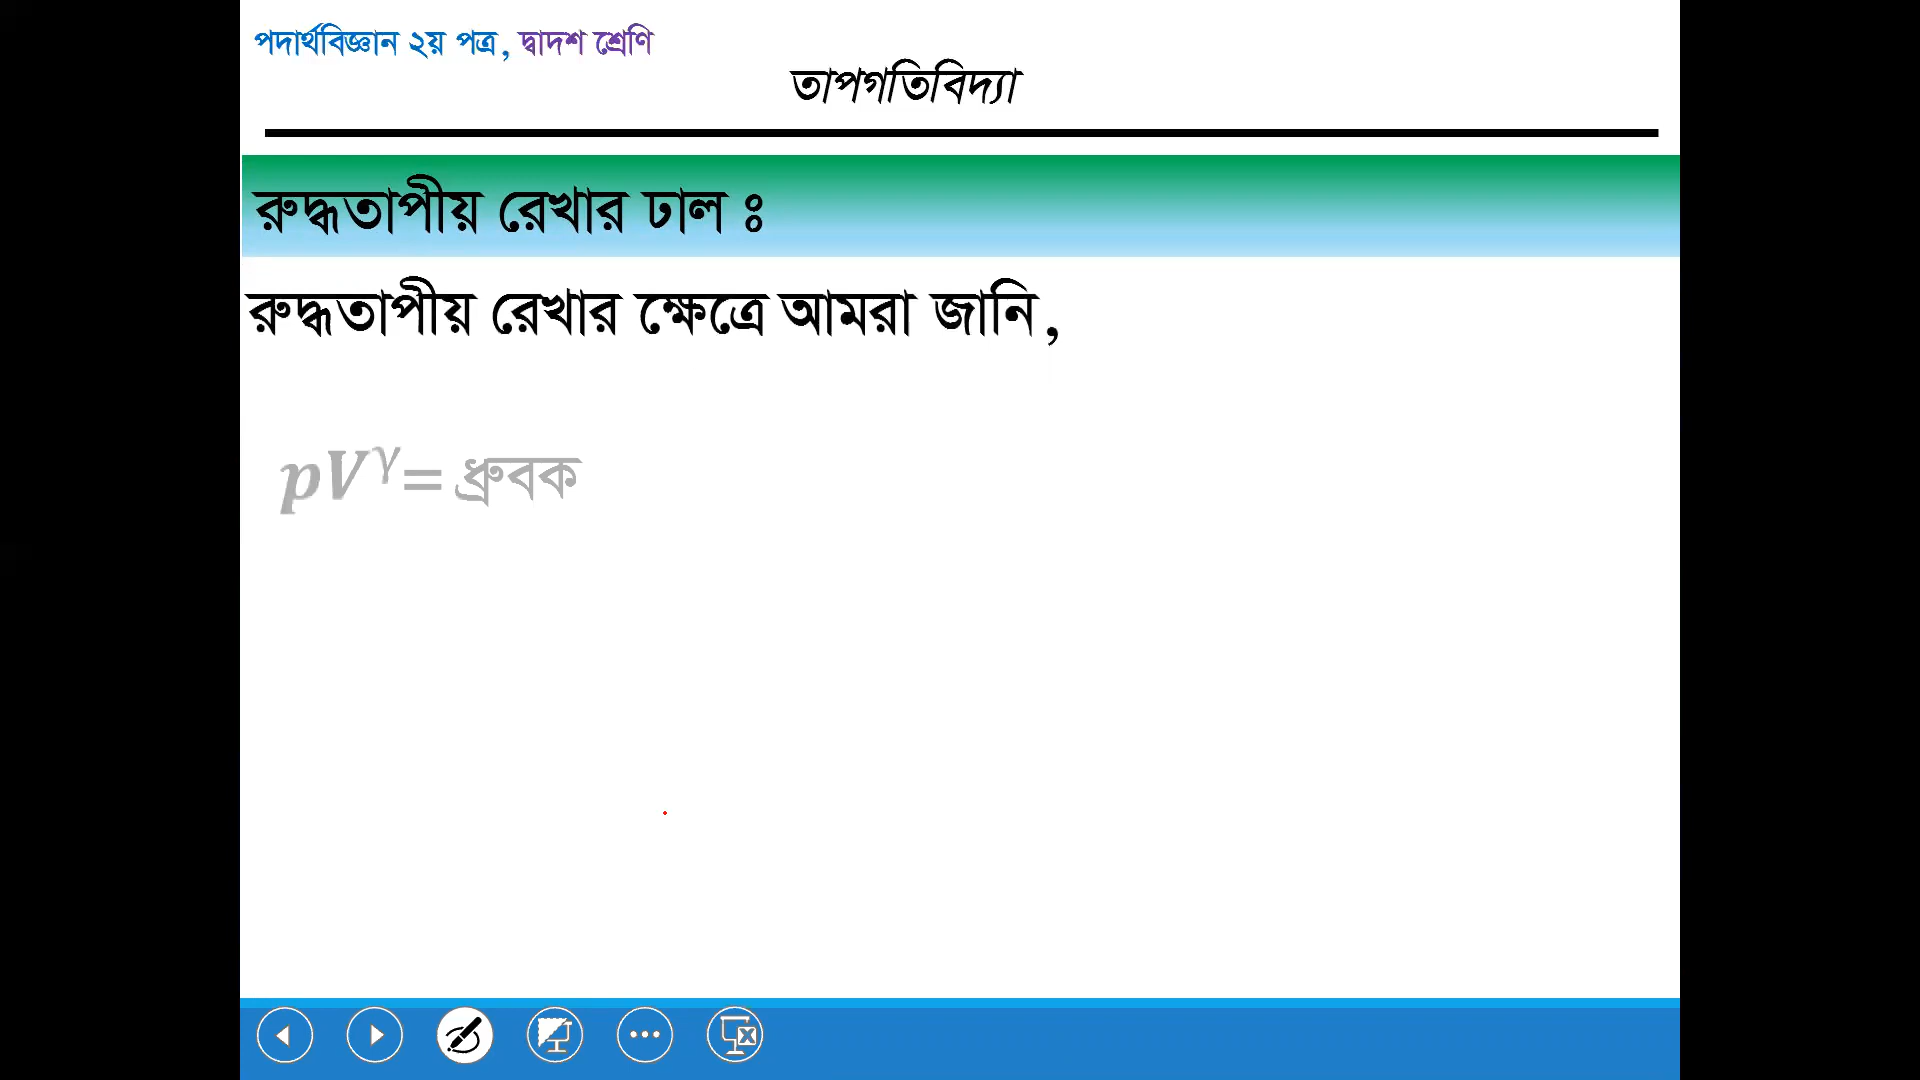 পদার্থবিজ্ঞান ২য় পত্র, দ্বাদশ শ্রেণি
তাপগতিবিদ্যা
রুদ্ধতাপীয় রেখার ঢাল ঃ
রুদ্ধতাপীয় রেখার ক্ষেত্রে আমরা জানি,
pV^γ= ধ্রুবক